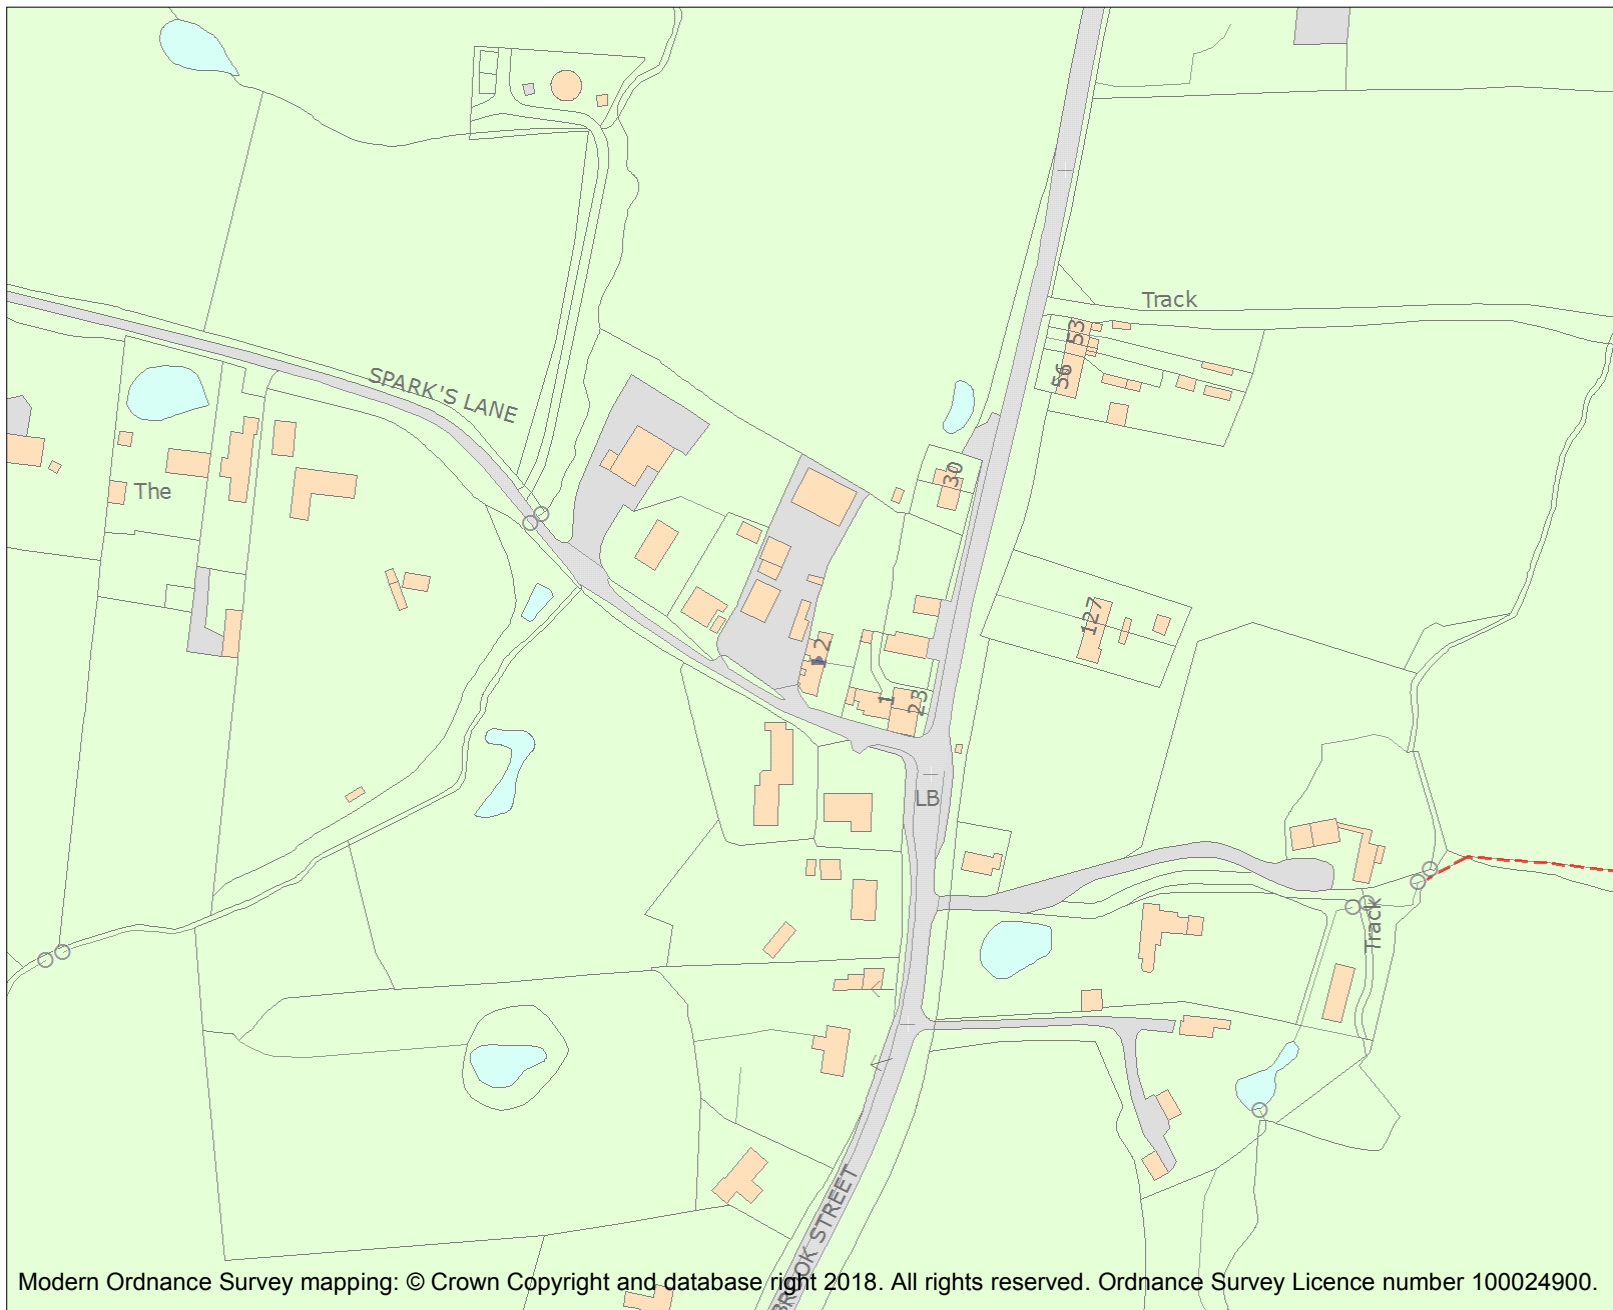 Track
53
56
SPARK'S LANE
30
The
127
2
1
23
LB
Track
BROOK STREET
Modern Ordnance Survey mapping: © Crown Copyright and database right 2018. All rights reserved. Ordnance Survey Licence number 100024900.